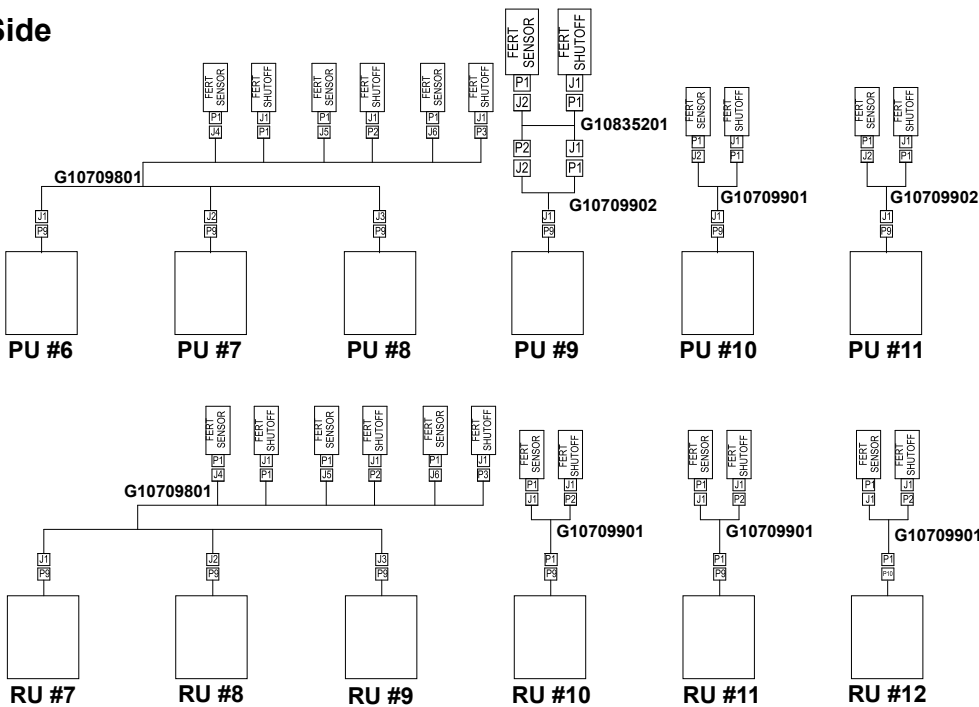 Side
FERT SENSOR
FERT SHUTOFF
P1
J2
J1
P1
G10835201
P2
J2
J1
P1
G10709902
J1
P9
FERT SENSOR
FERT SHUTOFF
FERT SENSOR
FERT SHUTOFF
FERT SENSOR
FERT SHUTOFF
P1
J1
P1
J1
P1
J1
J4
P1
J5
P2
J6
P3
G10709801
J1
P9
J2
P9
J3
P9
FERT SENSOR
FERT SHUTOFF
P1
J1
J2
P1
G10709901
J1
P9
FERT SENSOR
FERT SHUTOFF
P1
J1
J2
P1
G10709902
J1
P9
PU #6
PU #7
PU #8
PU #9
PU #10
PU #11
FERT SENSOR
FERT SHUTOFF
FERT SENSOR
FERT SHUTOFF
FERT SENSOR
FERT SHUTOFF
P1
J1
P1
J1
P1
J1
J4
P1
J5
P2
J6
P3
G10709801
J1
P9
J2
P9
J3
P9
FERT SENSOR
FERT SHUTOFF
P1
J1
J1
P2
G10709901
P1
P9
FERT SENSOR
FERT SHUTOFF
P1
J1
J1
P2
G10709901
P1
P9
FERT SENSOR
FERT SHUTOFF
P1
J1
J1
P2
G10709901
P1
P10
RU #7
RU #8
RU #9
RU #10
RU #11
RU #12